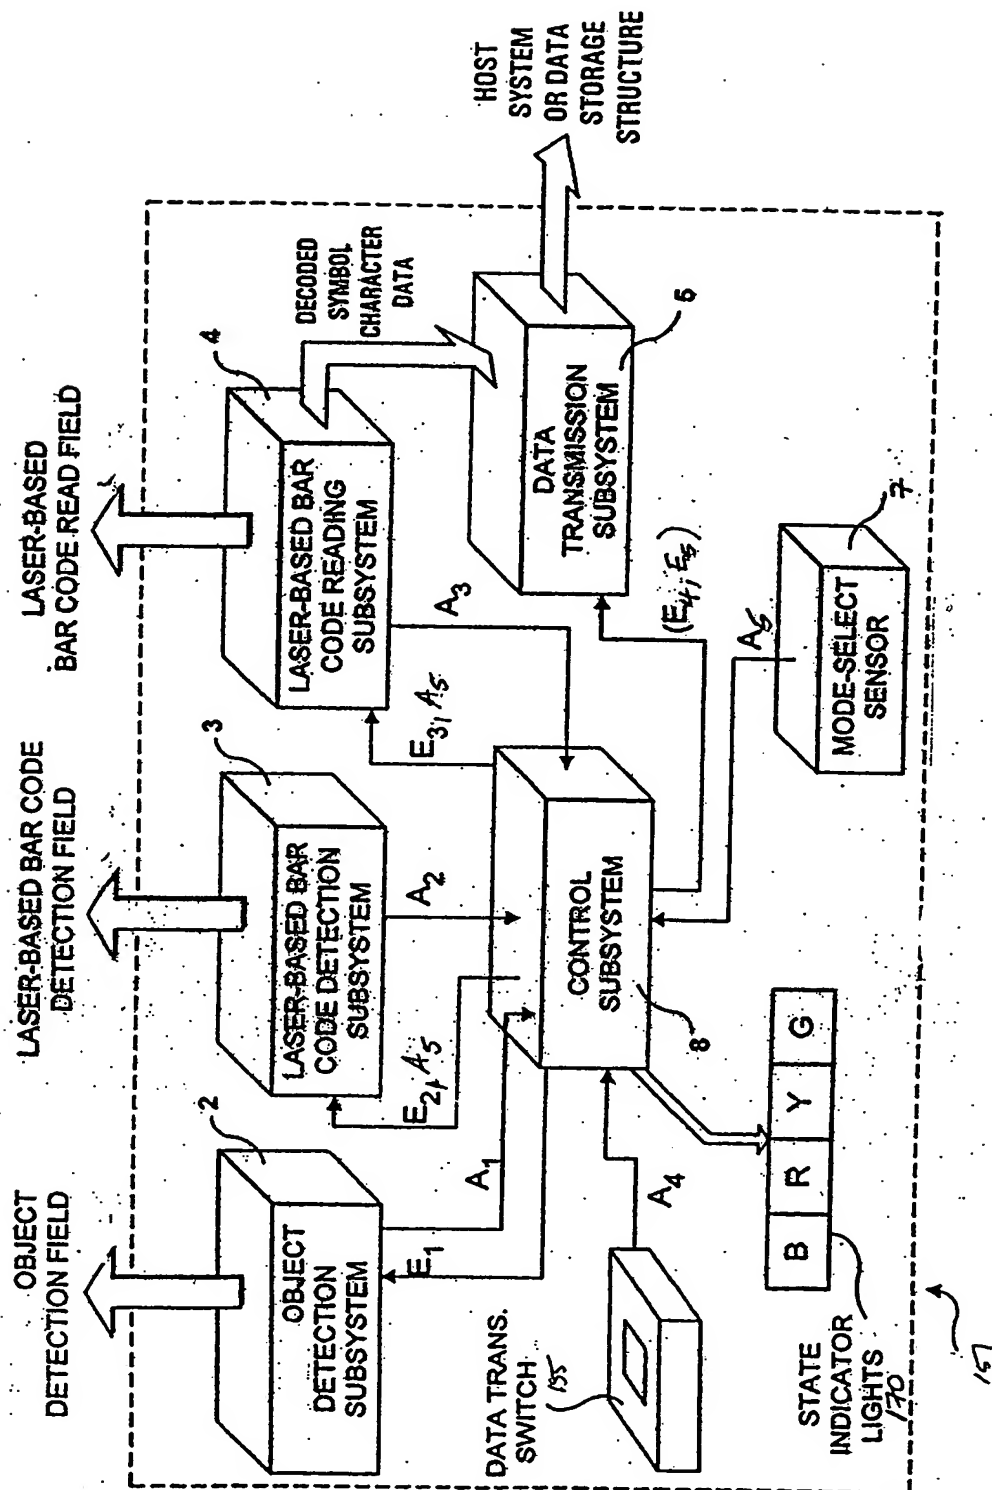 OBJECT
DETECTION FIELD
LASER-BASED BAR CODE
DETECTION FIELD
LASER-BASED
BAR CODE READ FIELD
2
OBJECT
DETECTION
SUBSYSTEM
3
LASER-BASED BAR
CODE DETECTION
SUBSYSTEM
4
LASER-BASED BAR
CODE READING
SUBSYSTEM
DECODED
SYMBOL
CHARACTER
DATA
HOST
SYSTEM
OR DATA
STORAGE
STRUCTURE
E1
A1
E2, A5
A2
E3, A5
A3
DATA TRANS.
SWITCH
155
A4
CONTROL
SUBSYSTEM
8
DATA
TRANSMISSION
SUBSYSTEM
5
(E4, E5)
A6
MODE-SELECT
SENSOR
7
B R Y G
STATE
INDICATOR
LIGHTS
170
151